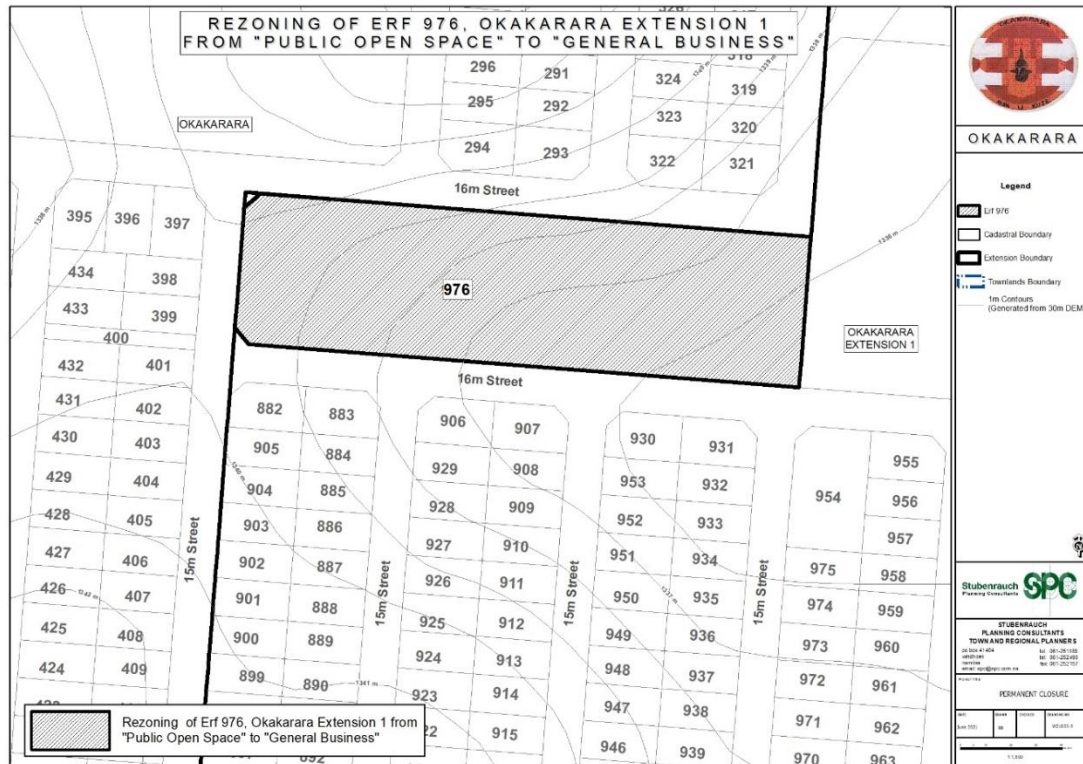 REZONING OF ERF 976, OKAKARARA EXTENSION 1
FROM "PUBLIC OPEN SPACE" TO "GENERAL BUSINESS"
296 291
295 292
294 293
324 319
323 320
322 321
OKAKARARA
16m Street
395 396 397
434 398
433 399
400
432 401
431 402
430 403
429 404
428 405
427 406
426 407
425 408
424 409
15m Street
976
OKAKARARA
EXTENSION 1
16m Street
882 883
905 884
904 885
903 886
902 887
901 888
900 889
899 890
15m Street
906 907
929 908
928 909
927 910
926 911
925 912
924 913
923 914
915
15m Street
930 931
953 932
952 933
951 934
950 935
949 936
948 937
947 938
946 939
15m Street
954
955
956
957
975 958
974 959
973 960
972 961
971 962
970 963
1338 m
1340 m
1341 m
1337 m
Rezoning of Erf 976, Okakarara Extension 1 from
"Public Open Space" to "General Business"
OKAKARARA
OKAKARARA
Legend
Erf 976
Cadastral Boundary
Extension Boundary
Townlands Boundary
1m Contours
(Generated from 30m DEM
Stubenrauch
Planning Consultants
SPC
STUBENRAUCH
PLANNING CONSULTANTS
TOWN AND REGIONAL PLANNERS
PERMANENT CLOSURE